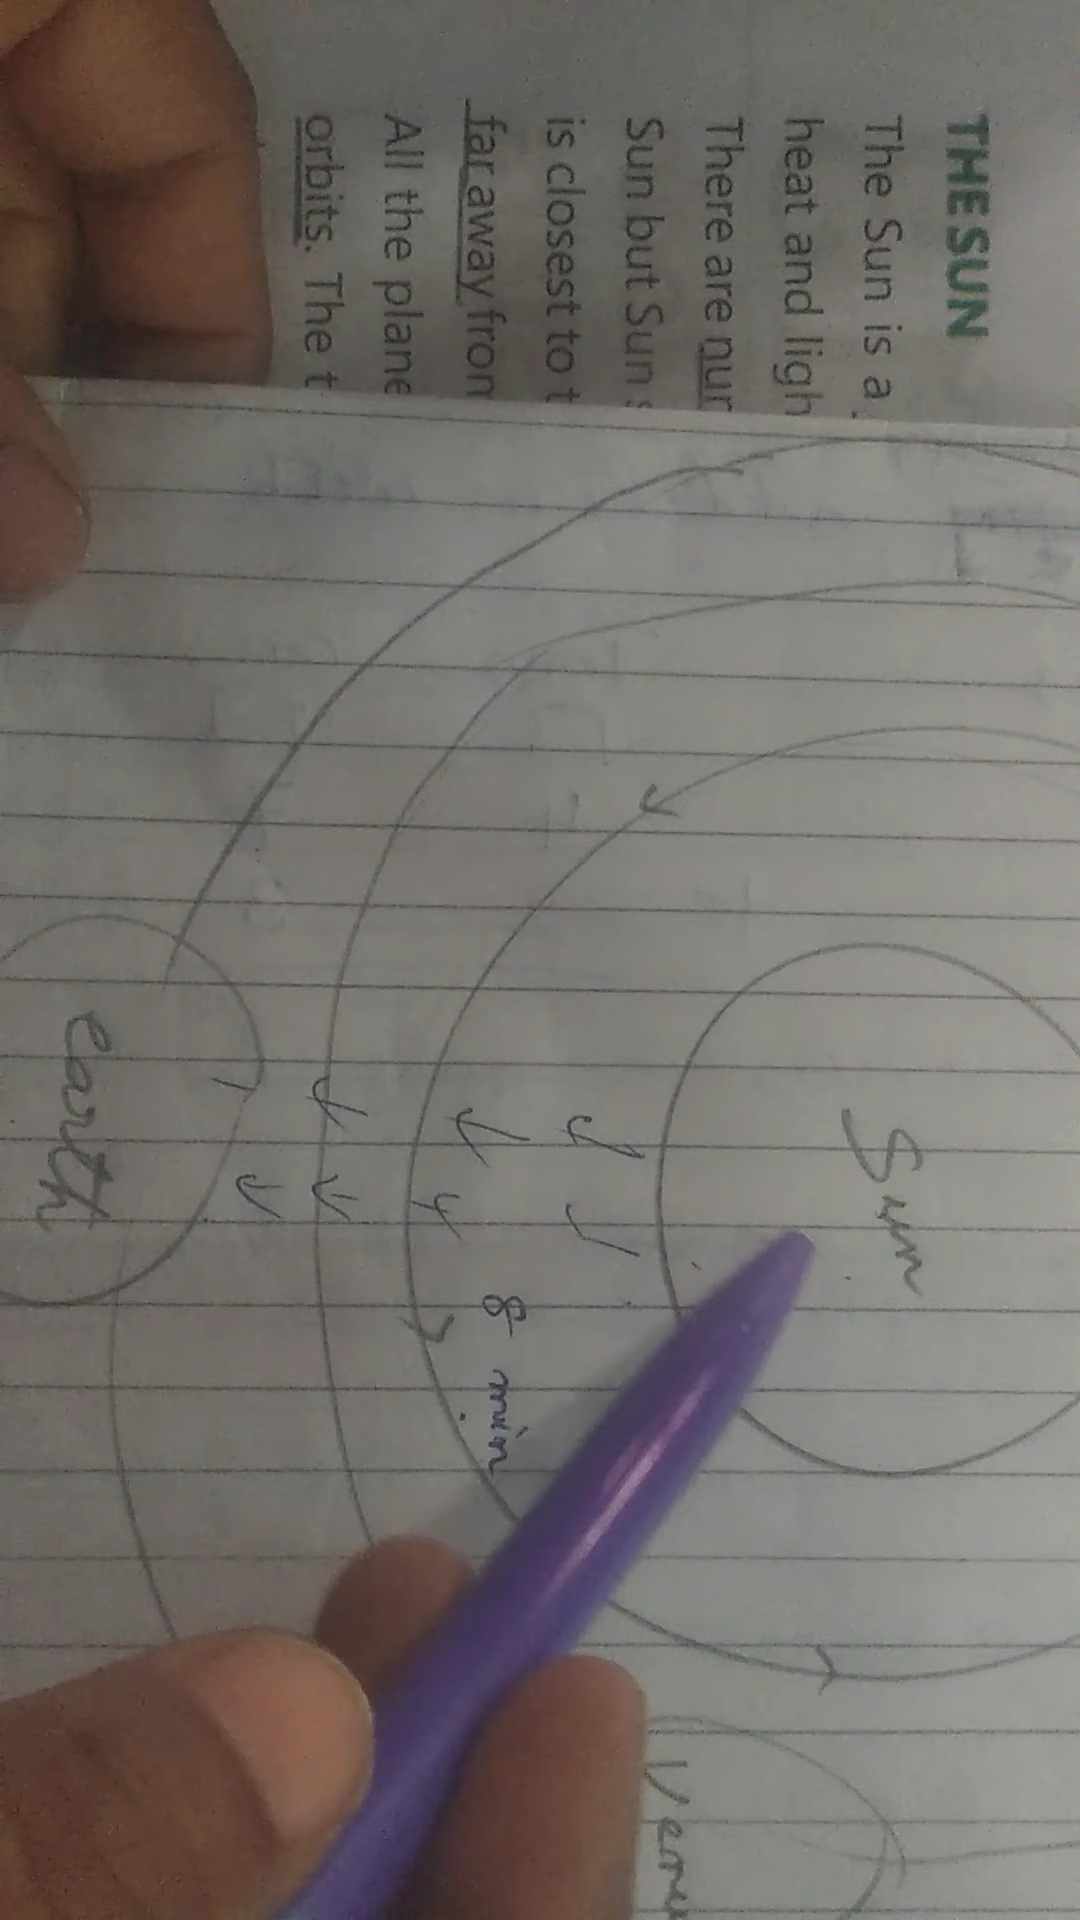 THE SUN
The Sun is a
heat and ligh
There are nur
Sun but Sun s
is closest to t
far away from
All the plane
orbits. The t
Sun
8 min
earth
Venu